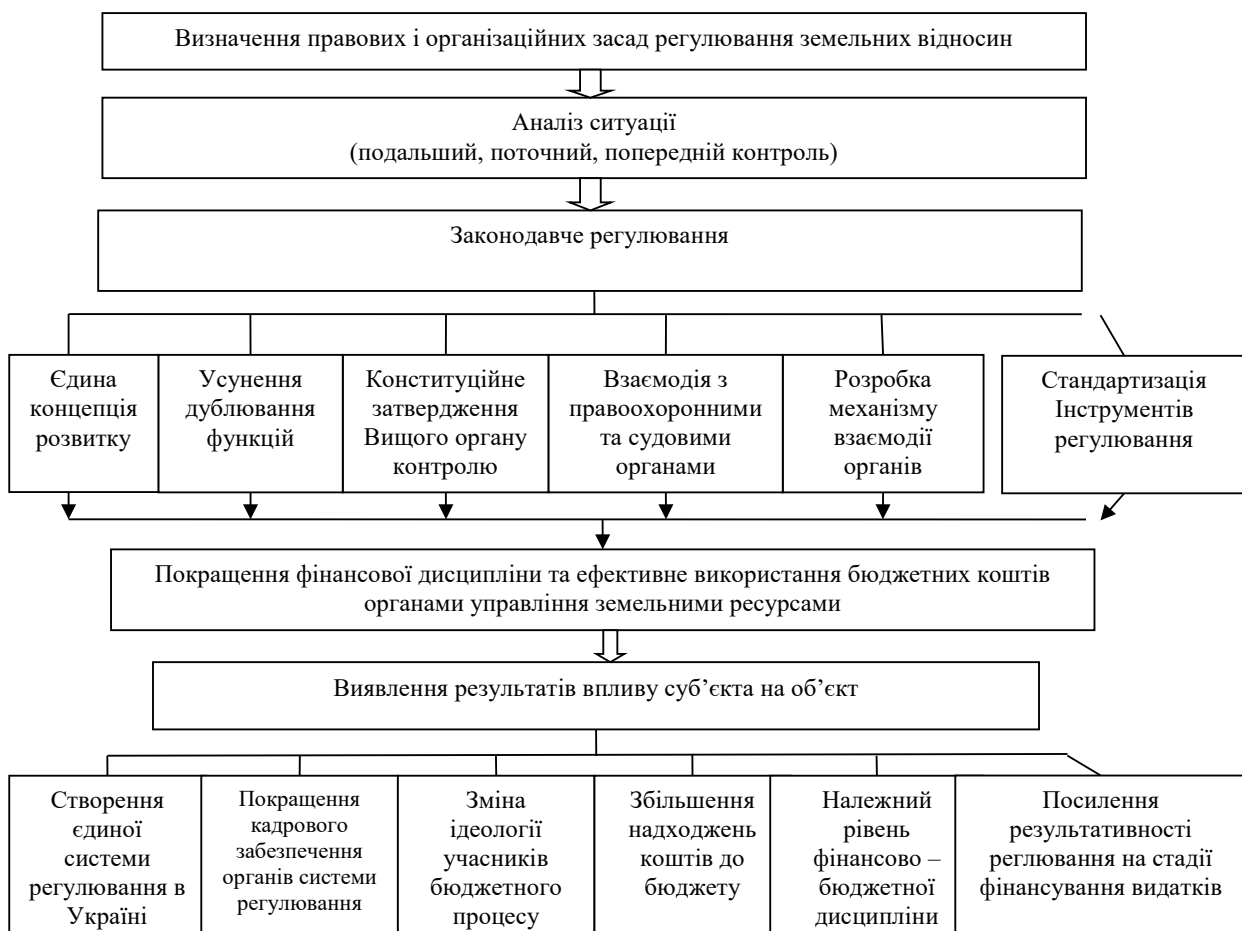 Визначення правових і організаційних засад регулювання земельних відносин
Аналіз ситуації
(подальший, поточний, попередній контроль)
Законодавче регулювання
Єдина
концепція
розвитку
Усунення
дублювання
функцій
Конституційне
затвердження
Вищого органу
контролю
Взаємодія з
правоохоронними
та судовими
органами
Розробка
механізму
взаємодії
органів
Стандартизація
Інструментів
регулювання
Покращення фінансової дисципліни та ефективне використання бюджетних коштів
органами управління земельними ресурсами
Виявлення результатів впливу суб’єкта на об’єкт
Створення
єдиної
системи
регулювання в
Україні
Покращення
кадрового
забезпечення
органів системи
регулювання
Зміна
ідеології
учасників
бюджетного
процесу
Збільшення
надходжень
коштів до
бюджету
Належний
рівень
фінансово –
бюджетної
дисципліни
Посилення
результативності
реглювання на стадії
фінансування видатків